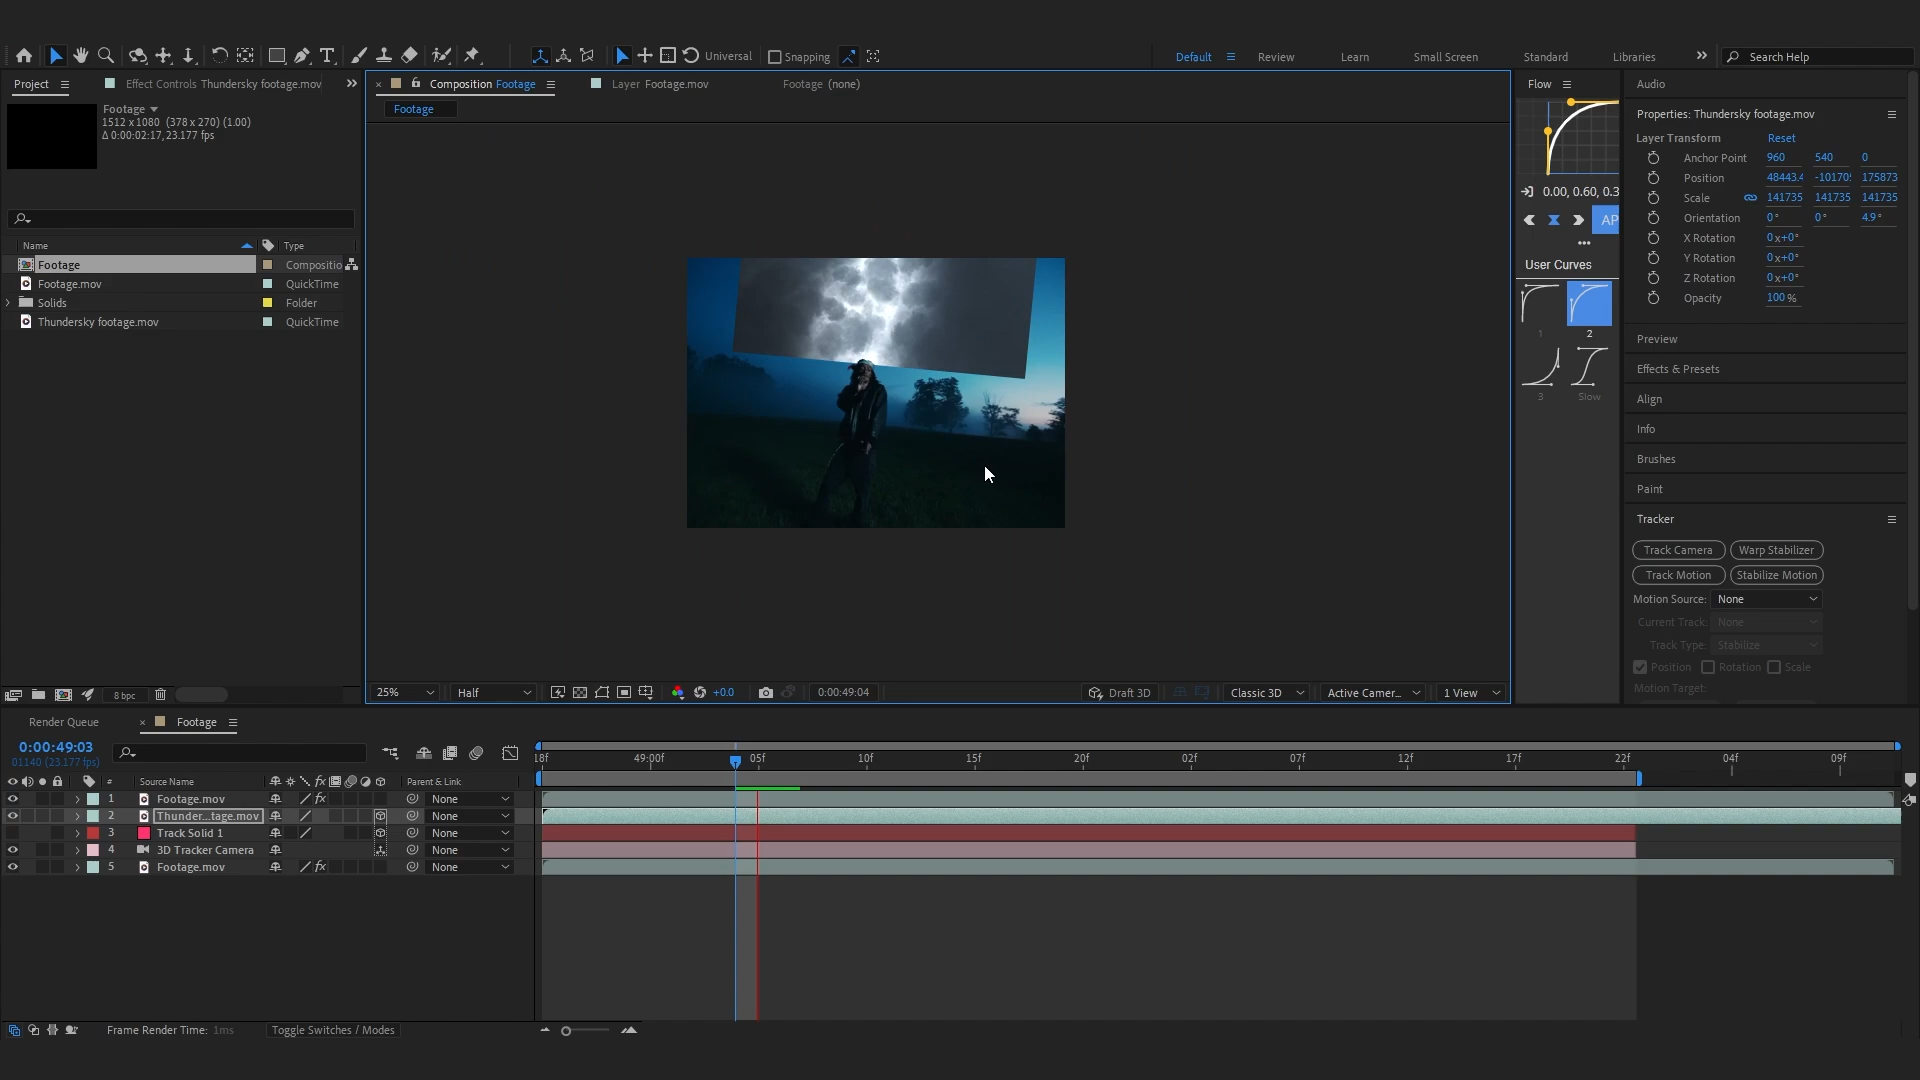 Universal
Snapping
Default
Review
Learn
Small Screen
Standard
Libraries
Search Help
Project
Effect Controls Thundersky footage.mov
Composition Footage
Layer Footage.mov
Footage (none)
Flow
Audio
Footage
1512 x 1080 (378 x 270) (1.00)
Δ 0:00:02:17, 23.177 fps)
Footage
Properties: Thundersky footage.mov
Layer Transform
Reset
Anchor Point
960
540
0
Position
48443.4
-10170
175873
0.00, 0.60, 0.3
Scale
141735
141735
141735
AP
Orientation
0°
0°
4.9°
X Rotation
0x+0°
Y Rotation
0x+0°
User Curves
Z Rotation
0x+0°
Opacity
100 %
1
2
3
Slow
Name
Type
Footage
Compositio
Footage.mov
QuickTime
Solids
Folder
Thundersky footage.mov
QuickTime
Preview
Effects & Presets
Align
Info
Brushes
Paint
Tracker
Track Camera
Warp Stabilizer
Track Motion
Stabilize Motion
Motion Source:
None
Current Track:
None
Track Type:
Stabilize
Position
Rotation
Scale
Motion Target:
8 bpc
25%
Half
+0.0
0:00:49:04
Draft 3D
Classic 3D
Active Camer...
1 View
Render Queue
Footage
0:00:49:03
01140 (23.177 fps)
18f
49:00f
05f
10f
15f
20f
02f
07f
12f
17f
22f
04f
09f
#
Source Name
fx
Parent & Link
1
Footage.mov
fx
None
2
Thunder...tage.mov
None
3
Track Solid 1
None
4
3D Tracker Camera
None
5
Footage.mov
fx
None
Frame Render Time: 1ms
Toggle Switches / Modes